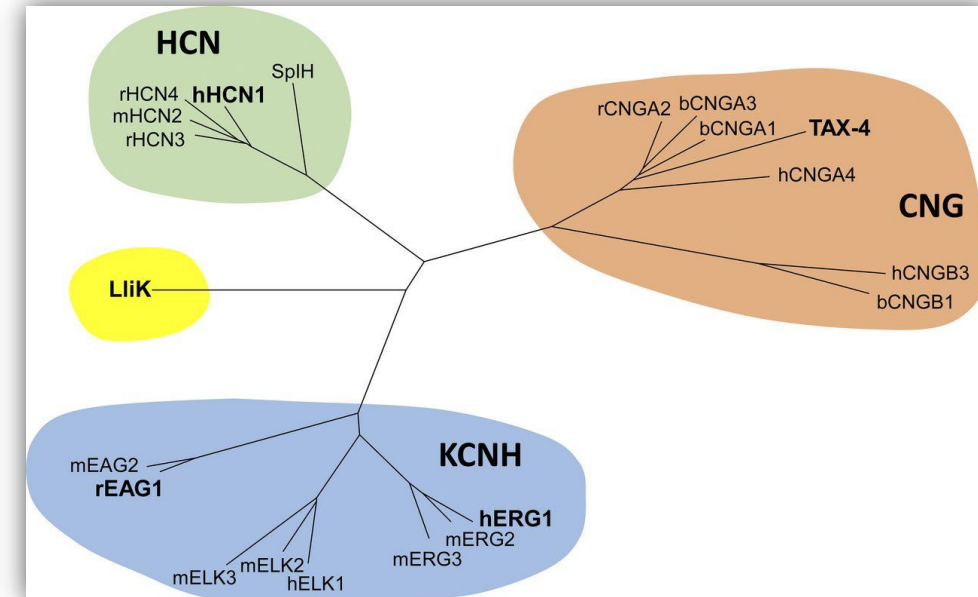 HCN
SpIH
rHCN4
hHCN1
mHCN2
rHCN3
rCNGA2
bCNGA3
bCNGA1
TAX-4
hCNGA4
CNG
hCNGB3
bCNGB1
LliK
KCNH
mEAG2
rEAG1
hERG1
mERG2
mERG3
mELK2
mELK3
hELK1